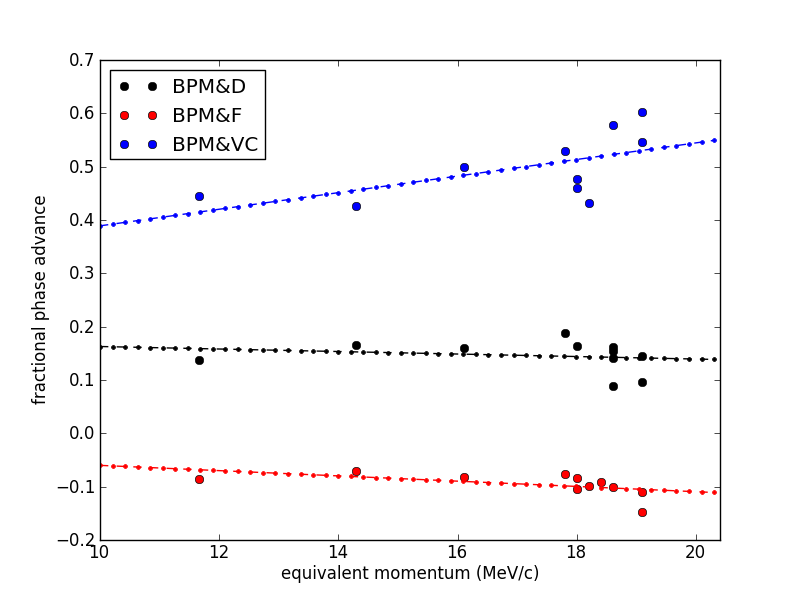 0.7
0.6
0.5
0.4
0.3
0.2
0.1
0.0
−0.1
−0.2
fractional phase advance
BPM&D
BPM&F
BPM&VC
10 12 14 16 18 20
equivalent momentum (MeV/c)